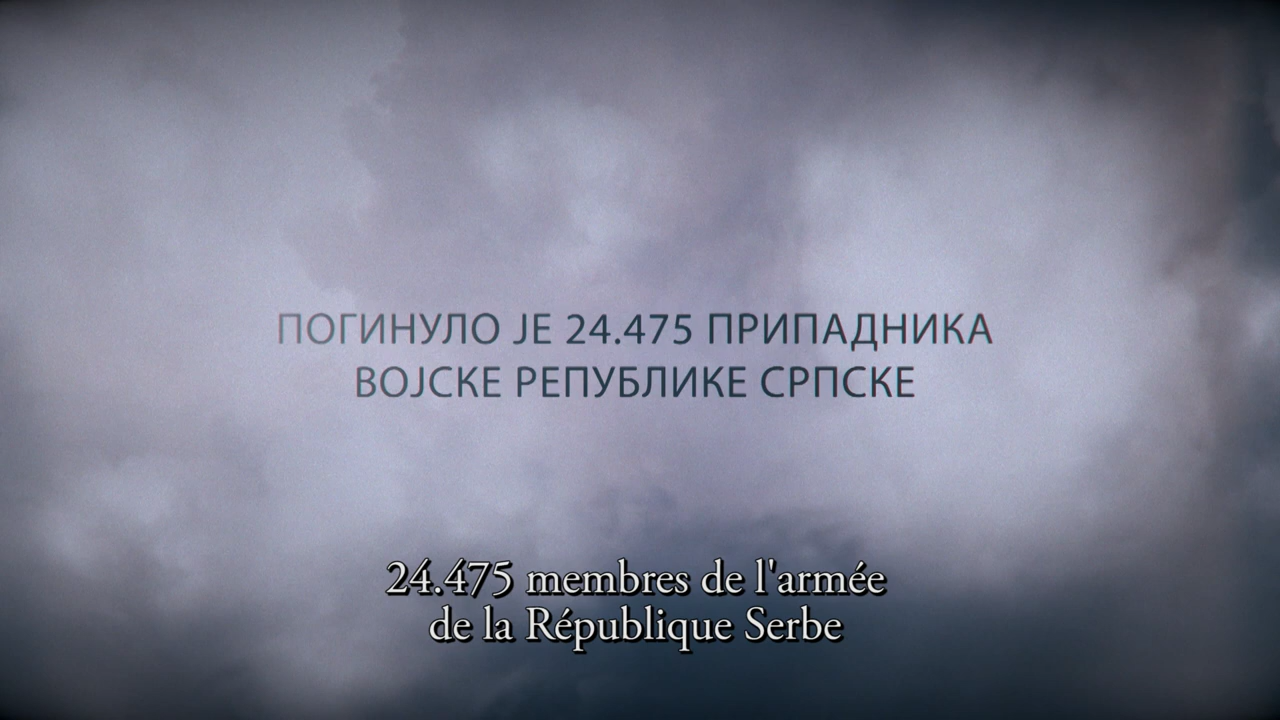 ПОГИНУЛО ЈЕ 24.475 ПРИПАДНИКА
ВОЈСКЕ РЕПУБЛИКЕ СРПСКЕ
24.475 membres de l'armée
de la République Serbe